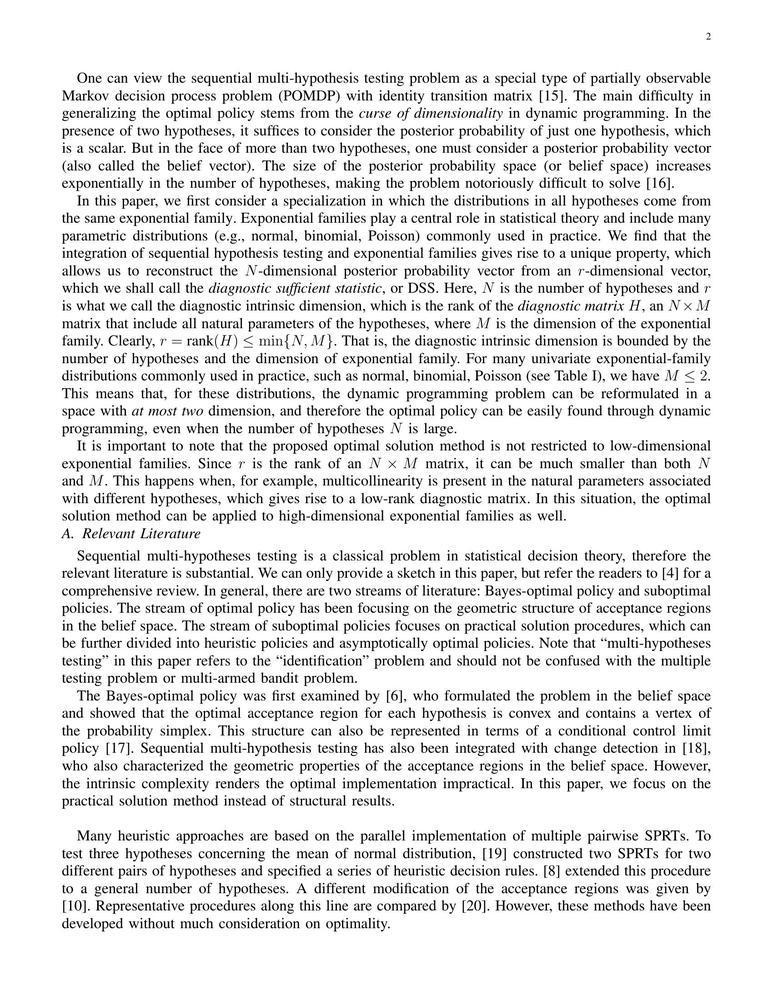 2
One can view the sequential multi-hypothesis testing problem as a special type of partially observable
Markov decision process problem (POMDP) with identity transition matrix [15]. The main difficulty in
generalizing the optimal policy stems from the curse of dimensionality in dynamic programming. In the
presence of two hypotheses, it suffices to consider the posterior probability of just one hypothesis, which
is a scalar. But in the face of more than two hypotheses, one must consider a posterior probability vector
(also called the belief vector). The size of the posterior probability space (or belief space) increases
exponentially in the number of hypotheses, making the problem notoriously difficult to solve [16].
In this paper, we first consider a specialization in which the distributions in all hypotheses come from
the same exponential family. Exponential families play a central role in statistical theory and include many
parametric distributions (e.g., normal, binomial, Poisson) commonly used in practice. We find that the
integration of sequential hypothesis testing and exponential families gives rise to a unique property, which
allows us to reconstruct the N-dimensional posterior probability vector from an r-dimensional vector,
which we shall call the diagnostic sufficient statistic, or DSS. Here, N is the number of hypotheses and r
is what we call the diagnostic intrinsic dimension, which is the rank of the diagnostic matrix H, an N × M
matrix that include all natural parameters of the hypotheses, where M is the dimension of the exponential
family. Clearly, r = rank(H) ≤ min{N, M}. That is, the diagnostic intrinsic dimension is bounded by the
number of hypotheses and the dimension of exponential family. For many univariate exponential-family
distributions commonly used in practice, such as normal, binomial, Poisson (see Table I), we have M ≤ 2.
This means that, for these distributions, the dynamic programming problem can be reformulated in a
space with at most two dimension, and therefore the optimal policy can be easily found through dynamic
programming, even when the number of hypotheses N is large.
It is important to note that the proposed optimal solution method is not restricted to low-dimensional
exponential families. Since r is the rank of an N × M matrix, it can be much smaller than both N
and M. This happens when, for example, multicollinearity is present in the natural parameters associated
with different hypotheses, which gives rise to a low-rank diagnostic matrix. In this situation, the optimal
solution method can be applied to high-dimensional exponential families as well.
A. Relevant Literature
Sequential multi-hypotheses testing is a classical problem in statistical decision theory, therefore the
relevant literature is substantial. We can only provide a sketch in this paper, but refer the readers to [4] for a
comprehensive review. In general, there are two streams of literature: Bayes-optimal policy and suboptimal
policies. The stream of optimal policy has been focusing on the geometric structure of acceptance regions
in the belief space. The stream of suboptimal policies focuses on practical solution procedures, which can
be further divided into heuristic policies and asymptotically optimal policies. Note that “multi-hypotheses
testing” in this paper refers to the “identification” problem and should not be confused with the multiple
testing problem or multi-armed bandit problem.
The Bayes-optimal policy was first examined by [6], who formulated the problem in the belief space
and showed that the optimal acceptance region for each hypothesis is convex and contains a vertex of
the probability simplex. This structure can also be represented in terms of a conditional control limit
policy [17]. Sequential multi-hypothesis testing has also been integrated with change detection in [18],
who also characterized the geometric properties of the acceptance regions in the belief space. However,
the intrinsic complexity renders the optimal implementation impractical. In this paper, we focus on the
practical solution method instead of structural results.
Many heuristic approaches are based on the parallel implementation of multiple pairwise SPRTs. To
test three hypotheses concerning the mean of normal distribution, [19] constructed two SPRTs for two
different pairs of hypotheses and specified a series of heuristic decision rules. [8] extended this procedure
to a general number of hypotheses. A different modification of the acceptance regions was given by
[10]. Representative procedures along this line are compared by [20]. However, these methods have been
developed without much consideration on optimality.